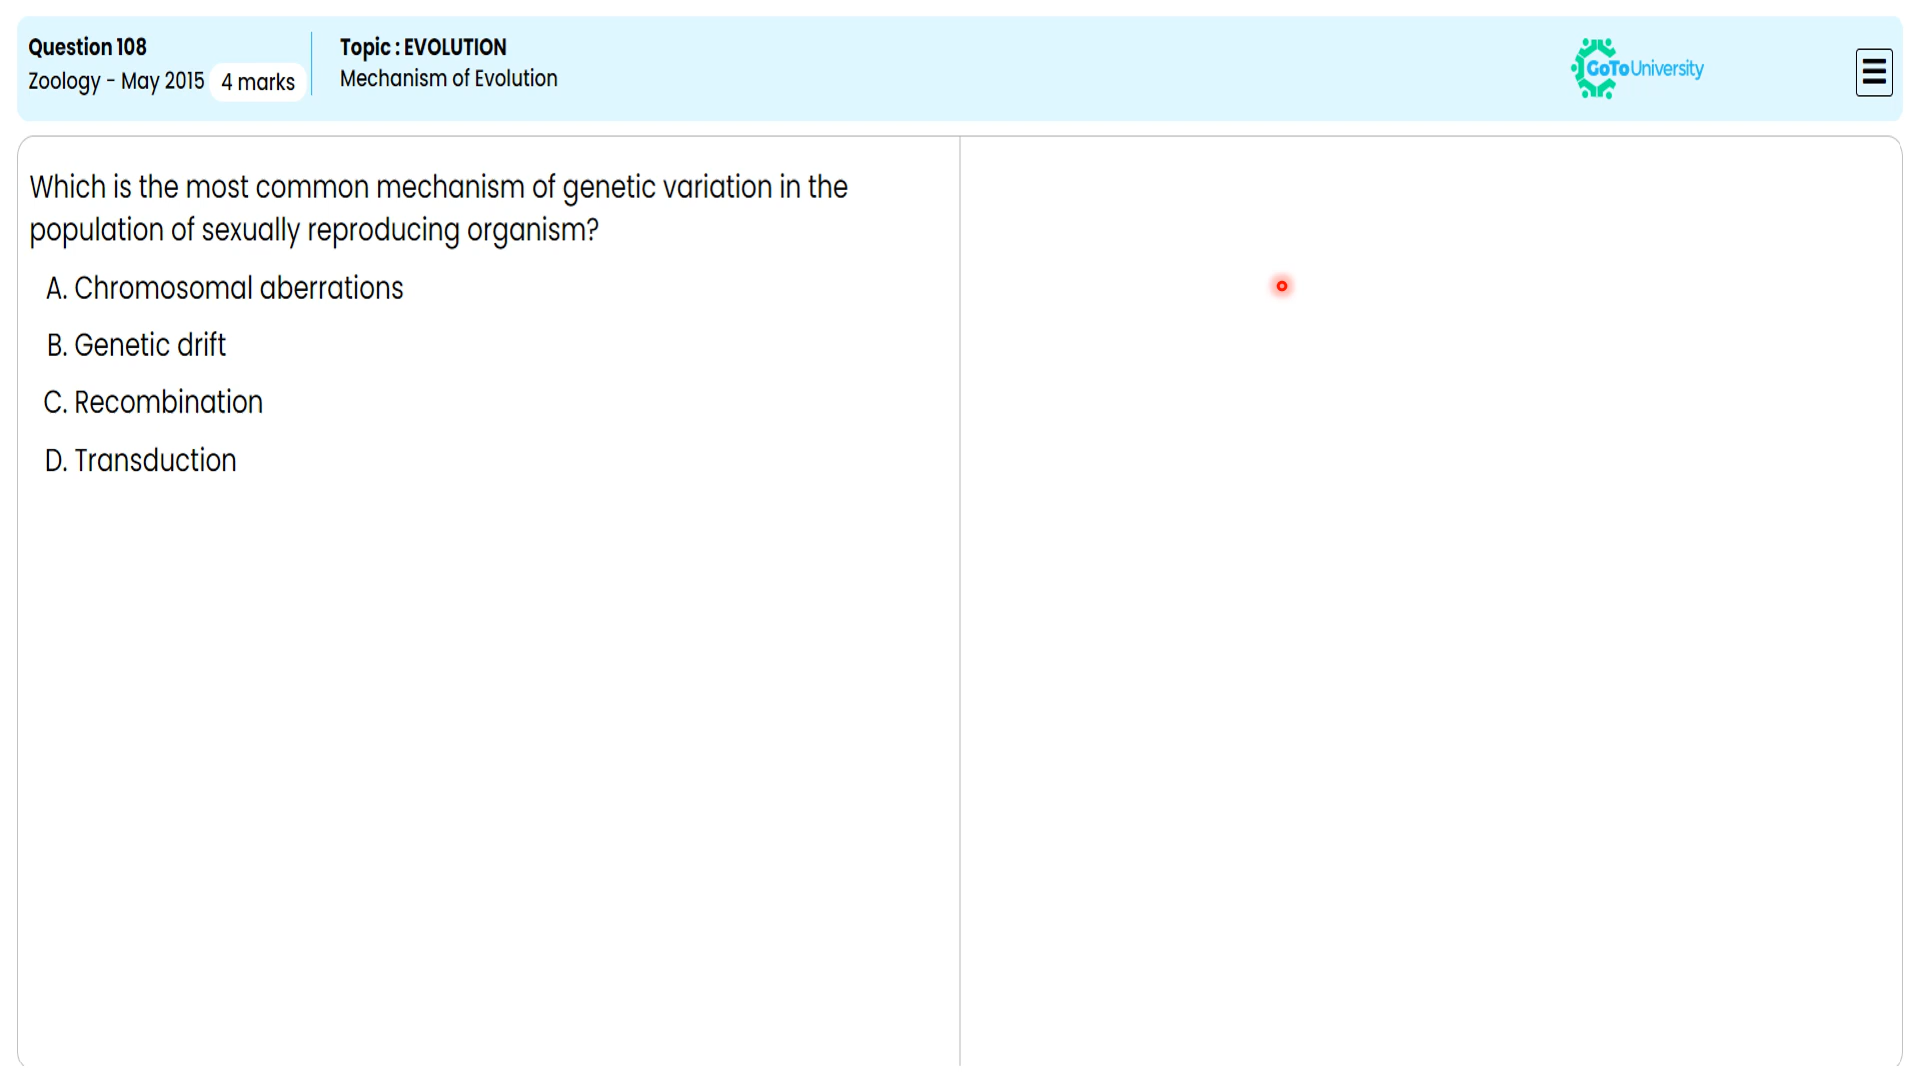 Question 108
Zoology - May 2015 4 marks
Topic : EVOLUTION
Mechanism of Evolution
GoToUniversity
Which is the most common mechanism of genetic variation in the
population of sexually reproducing organism?
A. Chromosomal aberrations
B. Genetic drift
C. Recombination
D. Transduction